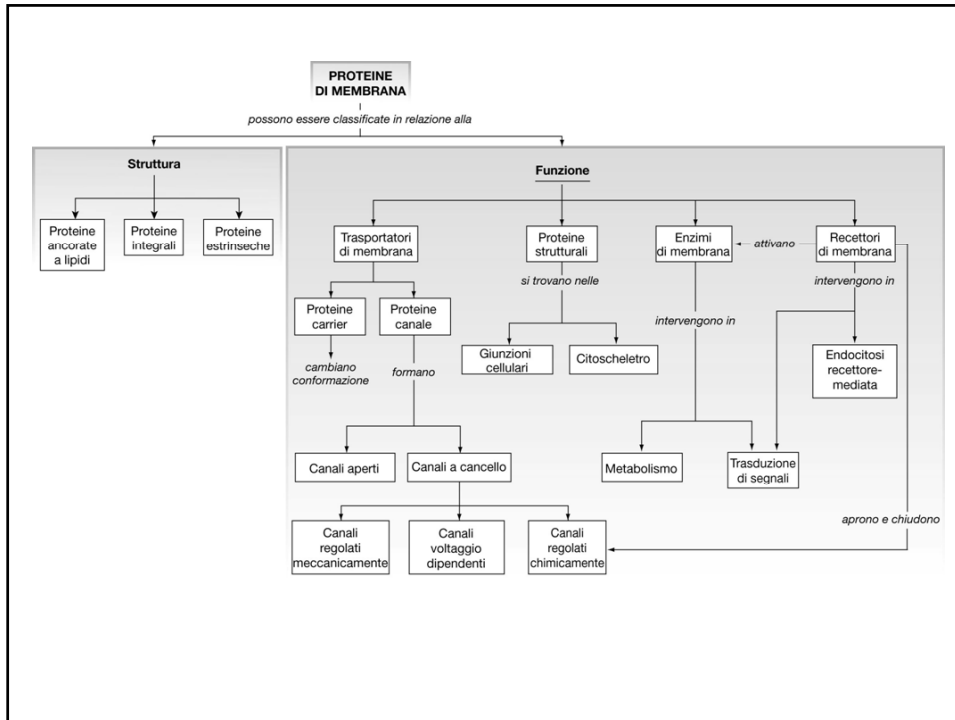 PROTEINE
DI MEMBRANA
possono essere classificate in relazione alla
Struttura
Proteine
ancorate
a lipidi
Proteine
integrali
Proteine
estrinseche
Funzione
Trasportatori
di membrana
Proteine
strutturali
Enzimi
di membrana
attivano
Recettori
di membrana
si trovano nelle
intervengono in
Proteine
carrier
Proteine
canale
intervengono in
Giunzioni
cellulari
Citoscheletro
Endocitosi
recettore-
mediata
cambiano
conformazione
formano
Canali aperti
Canali a cancello
Metabolismo
Trasduzione
di segnali
aprono e chiudono
Canali
regolati
meccanicamente
Canali
voltaggio
dipendenti
Canali
regolati
chimicamente